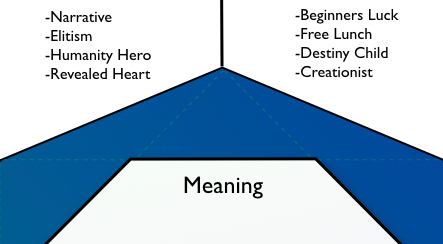 -Narrative
-Elitism
-Humanity Hero
-Revealed Heart
-Beginners Luck
-Free Lunch
-Destiny Child
-Creationist
Meaning